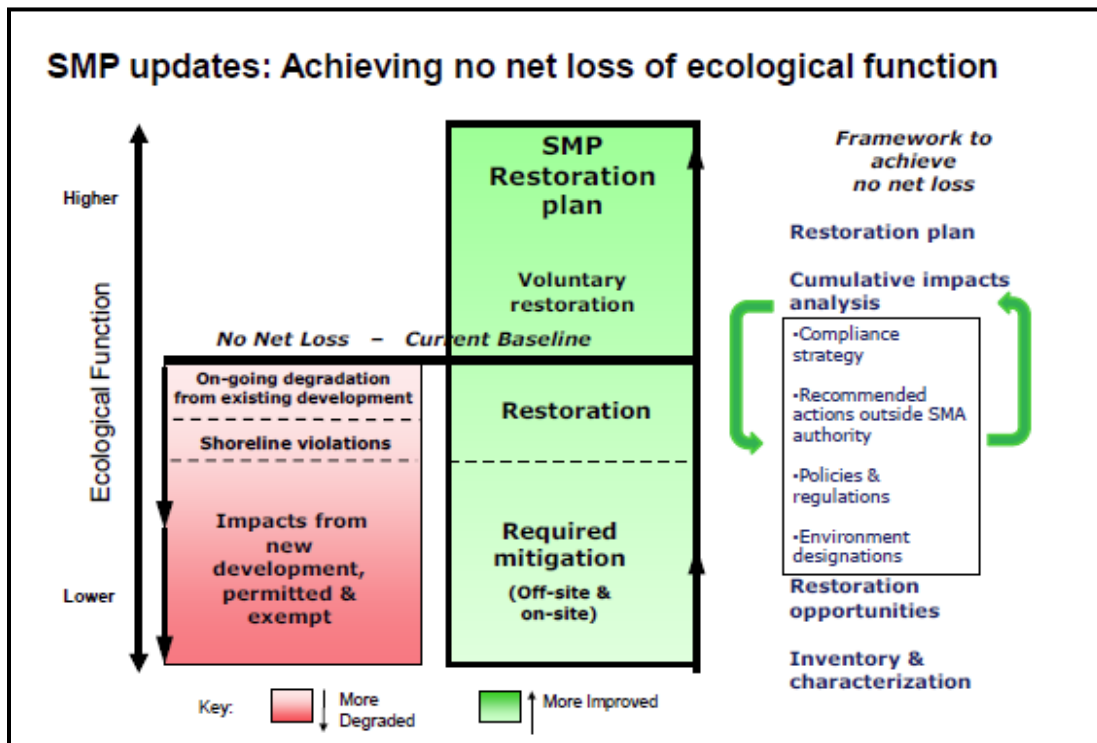 SMP updates: Achieving no net loss of ecological function
Higher
Ecological Function
Lower
No Net Loss – Current Baseline
On-going degradation
from existing development
Shoreline violations
Impacts from
new
development,
permitted &
exempt
SMP
Restoration
plan
Voluntary
restoration
Restoration
Required
mitigation
(Off-site &
on-site)
Framework to
achieve
no net loss
Restoration plan
Cumulative impacts
analysis
•Compliance
strategy
•Recommended
actions outside SMA
authority
•Policies &
regulations
•Environment
designations
Restoration
opportunities
Inventory &
characterization
Key:
More
Degraded
More Improved